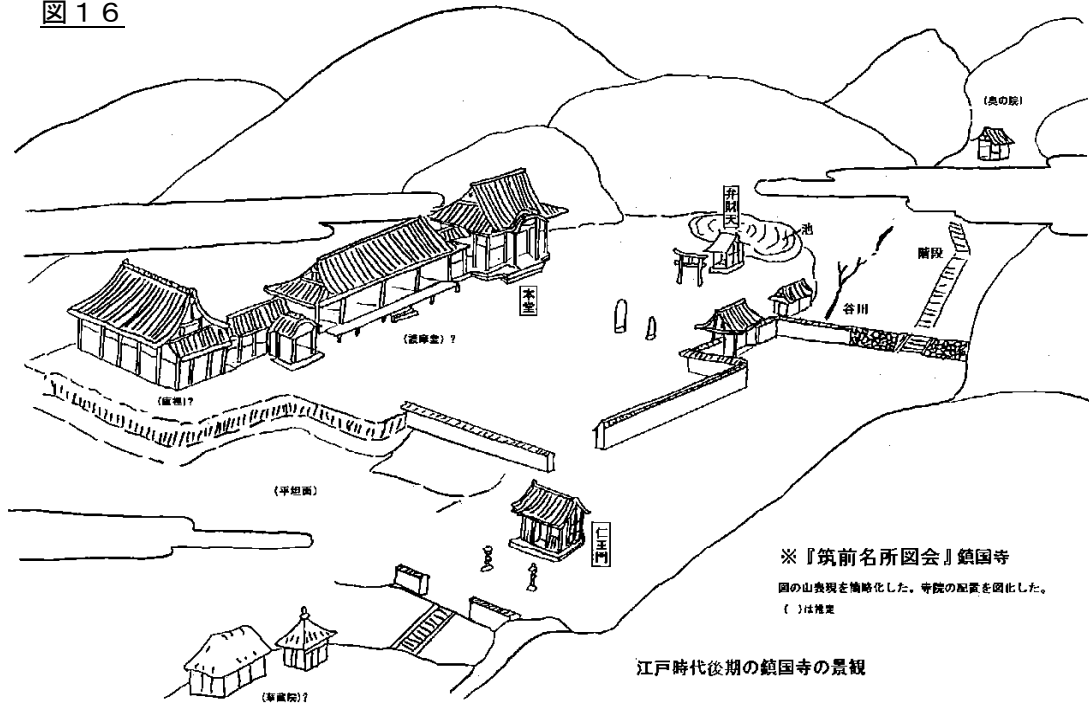 図１６
(奥の院)
弁財天
池
階段
谷川
本堂
(護摩堂)？
(庫裡)？
(平坦面)
仁王門
※『筑前名所図会』鎮国寺
図の山表現を簡略化した。寺院の配置を図化した。
( )は推定
江戸時代後期の鎮国寺の景観
(華蔵院)？